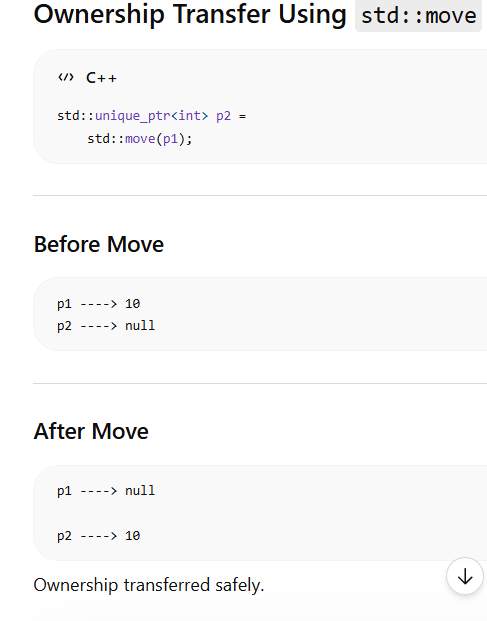 Ownership Transfer Using std::move
</> C++
std::unique_ptr<int> p2 =
    std::move(p1);
Before Move
p1 ----> 10
p2 ----> null
After Move
p1 ----> null
p2 ----> 10
Ownership transferred safely.